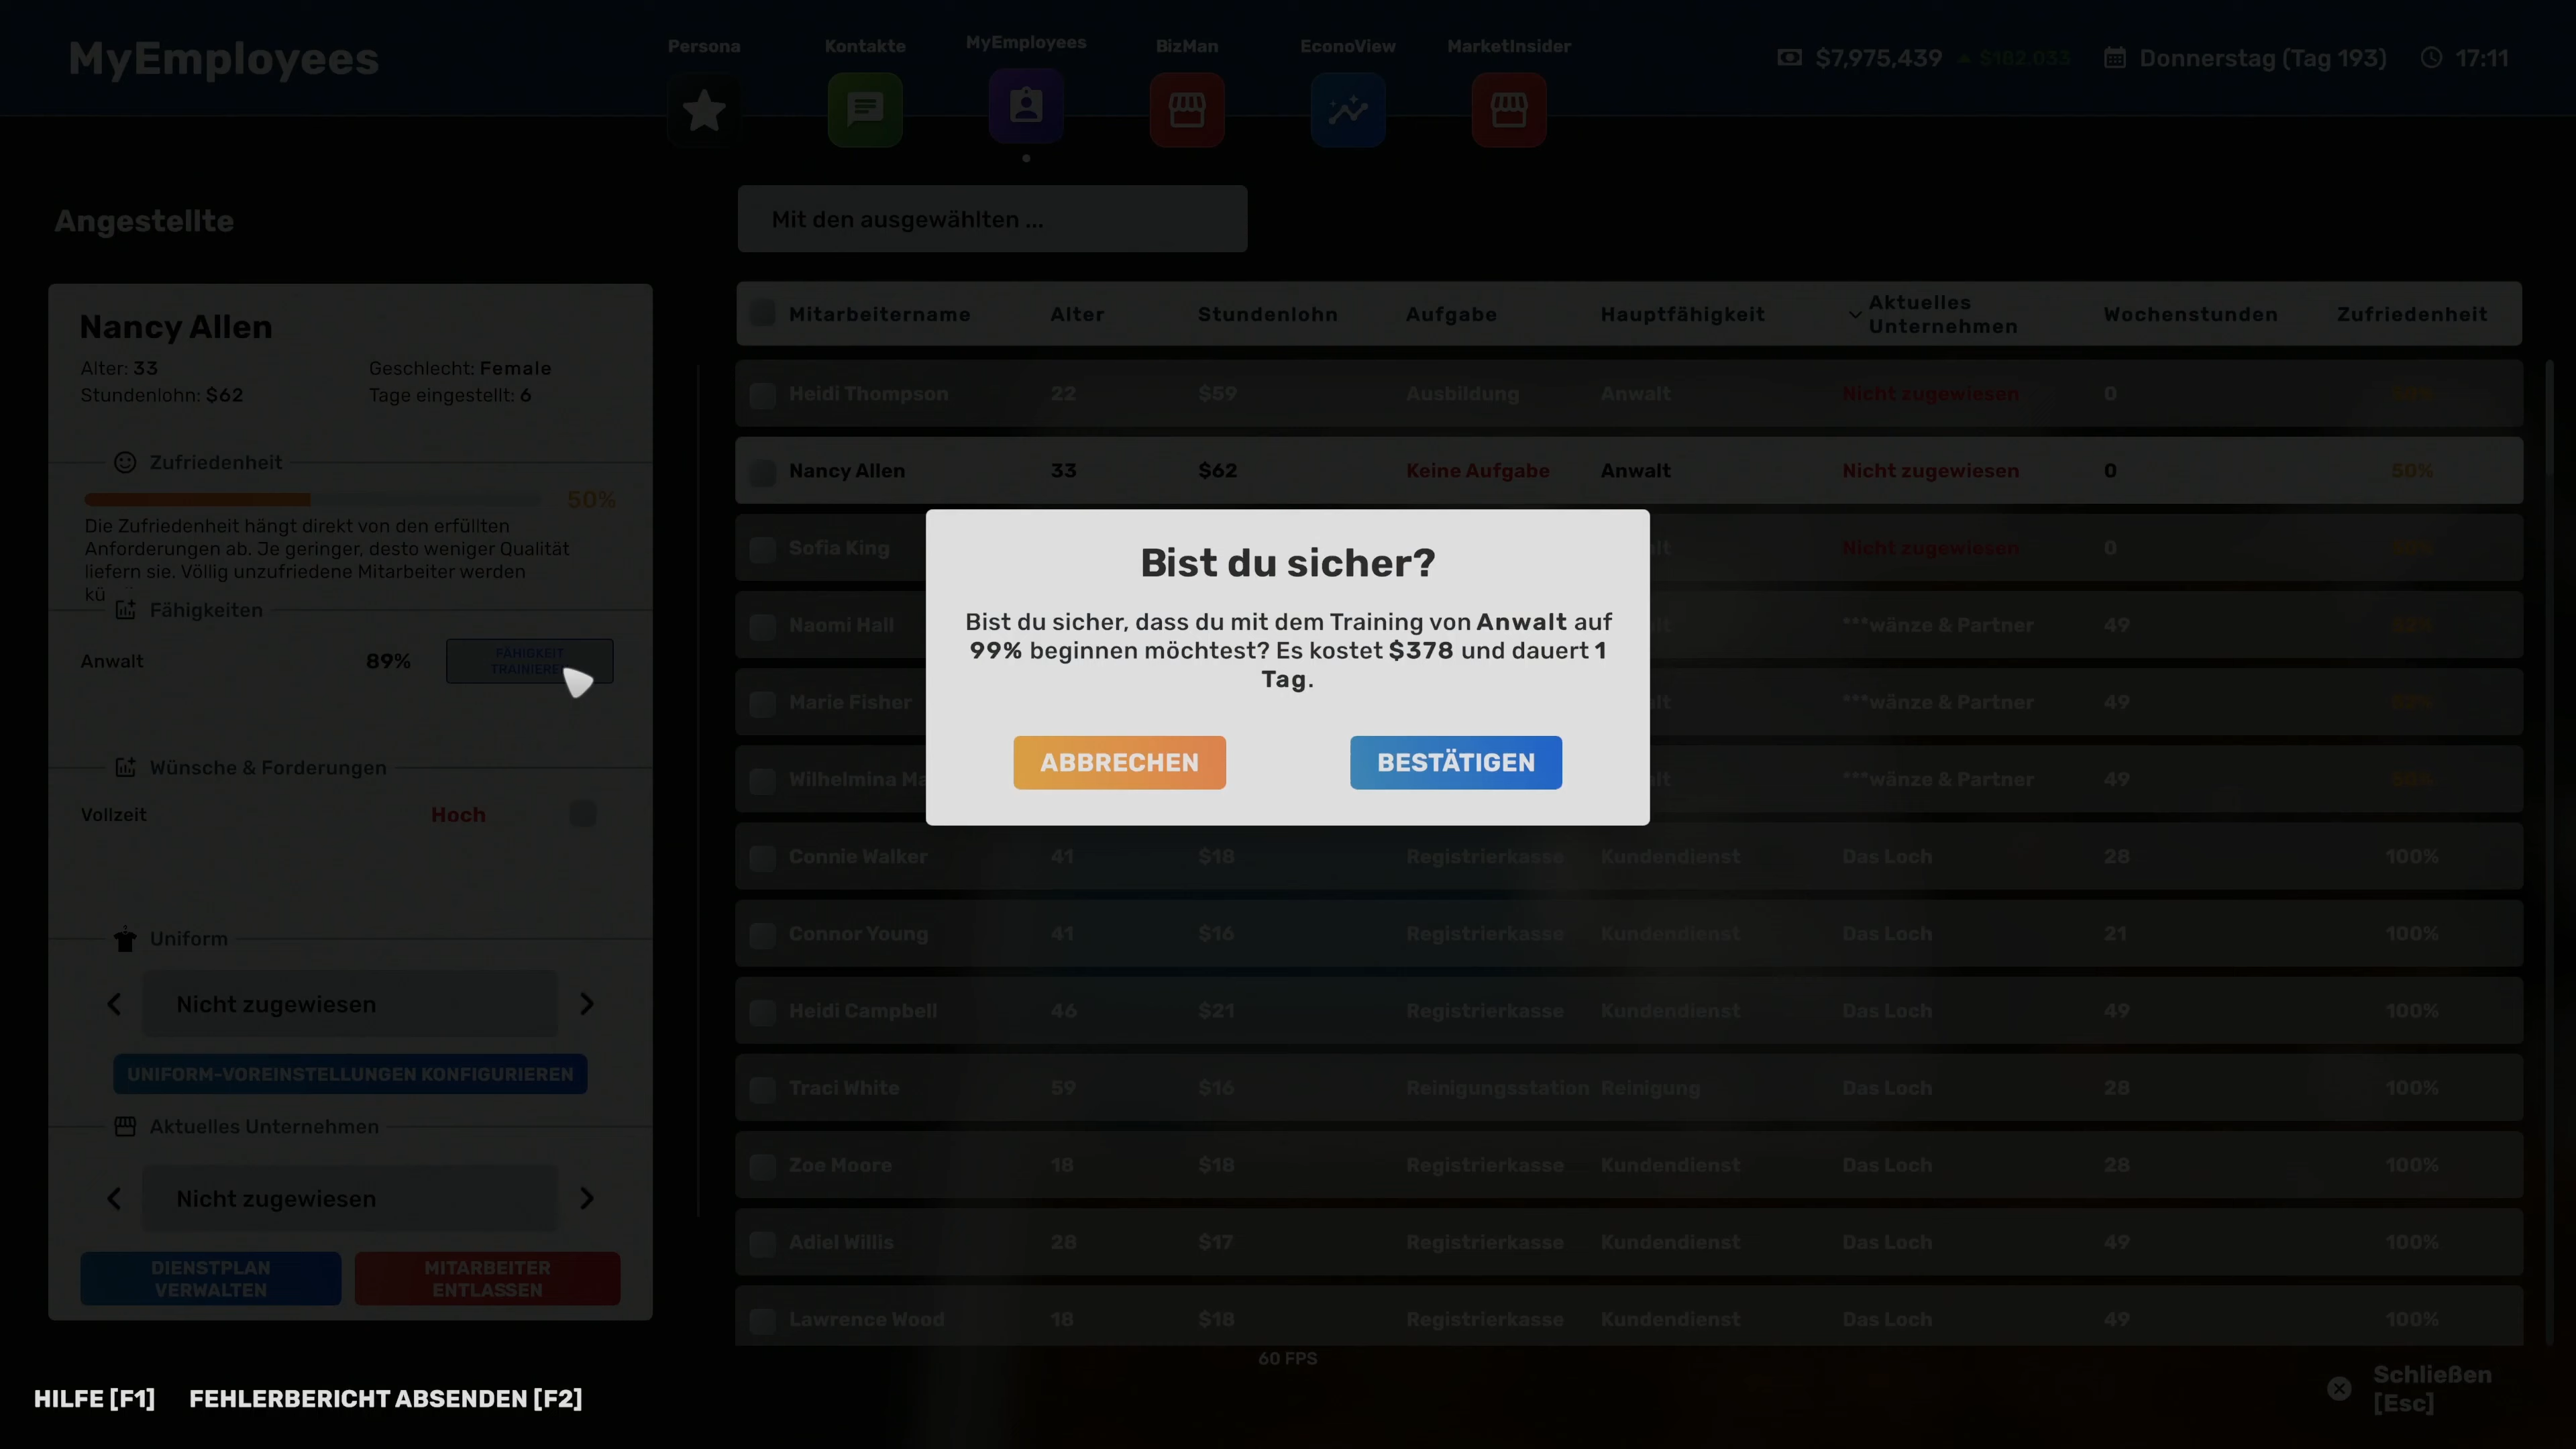 MyEmployees
Persona
Kontakte
MyEmployees
BizMan
EconoView
MarketInsider
$7,975,439
$182,033
Donnerstag (Tag 193)
17:11
Angestellte
Mit den ausgewählten ...
Nancy Allen
Alter: 33
Geschlecht: Female
Stundenlohn: $62
Tage eingestellt: 6
Zufriedenheit
50%
Die Zufriedenheit hängt direkt von den erfüllten
Anforderungen ab. Je geringer, desto weniger Qualität
liefern sie. Völlig unzufriedene Mitarbeiter werden
kü
Fähigkeiten
Anwalt 89% FÄHIGKEIT
Wünsche & Forderungen
Vollzeit Hoch
Uniform
Nicht zugewiesen
UNIFORM-VOREINSTELLUNGEN KONFIGURIEREN
Aktuelles Unternehmen
Nicht zugewiesen
DIENSTPLAN
VERWALTEN
MITARBEITER
ENTLASSEN
Mitarbeitername Alter Stundenlohn Aufgabe Hauptfähigkeit Aktuelles
Unternehmen Wochenstunden Zufriedenheit
Heidi Thompson 22 $59 Ausbildung Anwalt Nicht zugewiesen 0
Nancy Allen 33 $62 Keine Aufgabe Anwalt Nicht zugewiesen 0 50%
Sofia King Nicht zugewiesen 0
Naomi Hall ***wänze & Partner 49
Marie Fisher ***wänze & Partner 49
Wilhelmina ***wänze & Partner 49
Connie Walker 41 $18 Registrierkasse Kundendienst Das Loch 28 100%
Connor Young 41 $16 Registrierkasse Kundendienst Das Loch 21 100%
Heidi Campbell 46 $21 Registrierkasse Kundendienst Das Loch 49 100%
Traci White 59 $16 Reinigungsstation Reinigung Das Loch 28 100%
Zoe Moore 18 $18 Registrierkasse Kundendienst Das Loch 28 100%
Adiel Willis 28 $17 Registrierkasse Kundendienst Das Loch 49 100%
Lawrence Wood 18 $18 Registrierkasse Kundendienst Das Loch 49 100%
Bist du sicher?
Bist du sicher, dass du mit dem Training von Anwalt auf
99% beginnen möchtest? Es kostet $378 und dauert 1
Tag.
ABBRECHEN
BESTÄTIGEN
60 FPS
HILFE [F1]
FEHLERBERICHT ABSENDEN [F2]
Schließen
[Esc]